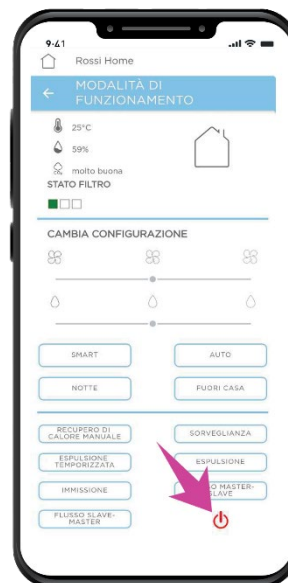 9:41
Rossi Home
MODALITÀ DI
FUNZIONAMENTO
25°C
59%
molto buona
STATO FILTRO
CAMBIA CONFIGURAZIONE
SMART
AUTO
NOTTE
FUORI CASA
RECUPERO DI
CALORE MANUALE
SORVEGLIANZA
ESPULSIONE
TEMPORIZZATA
ESPULSIONE
IMMISSIONE
MASTER-
SLAVE
FLUSSO SLAVE-
MASTER